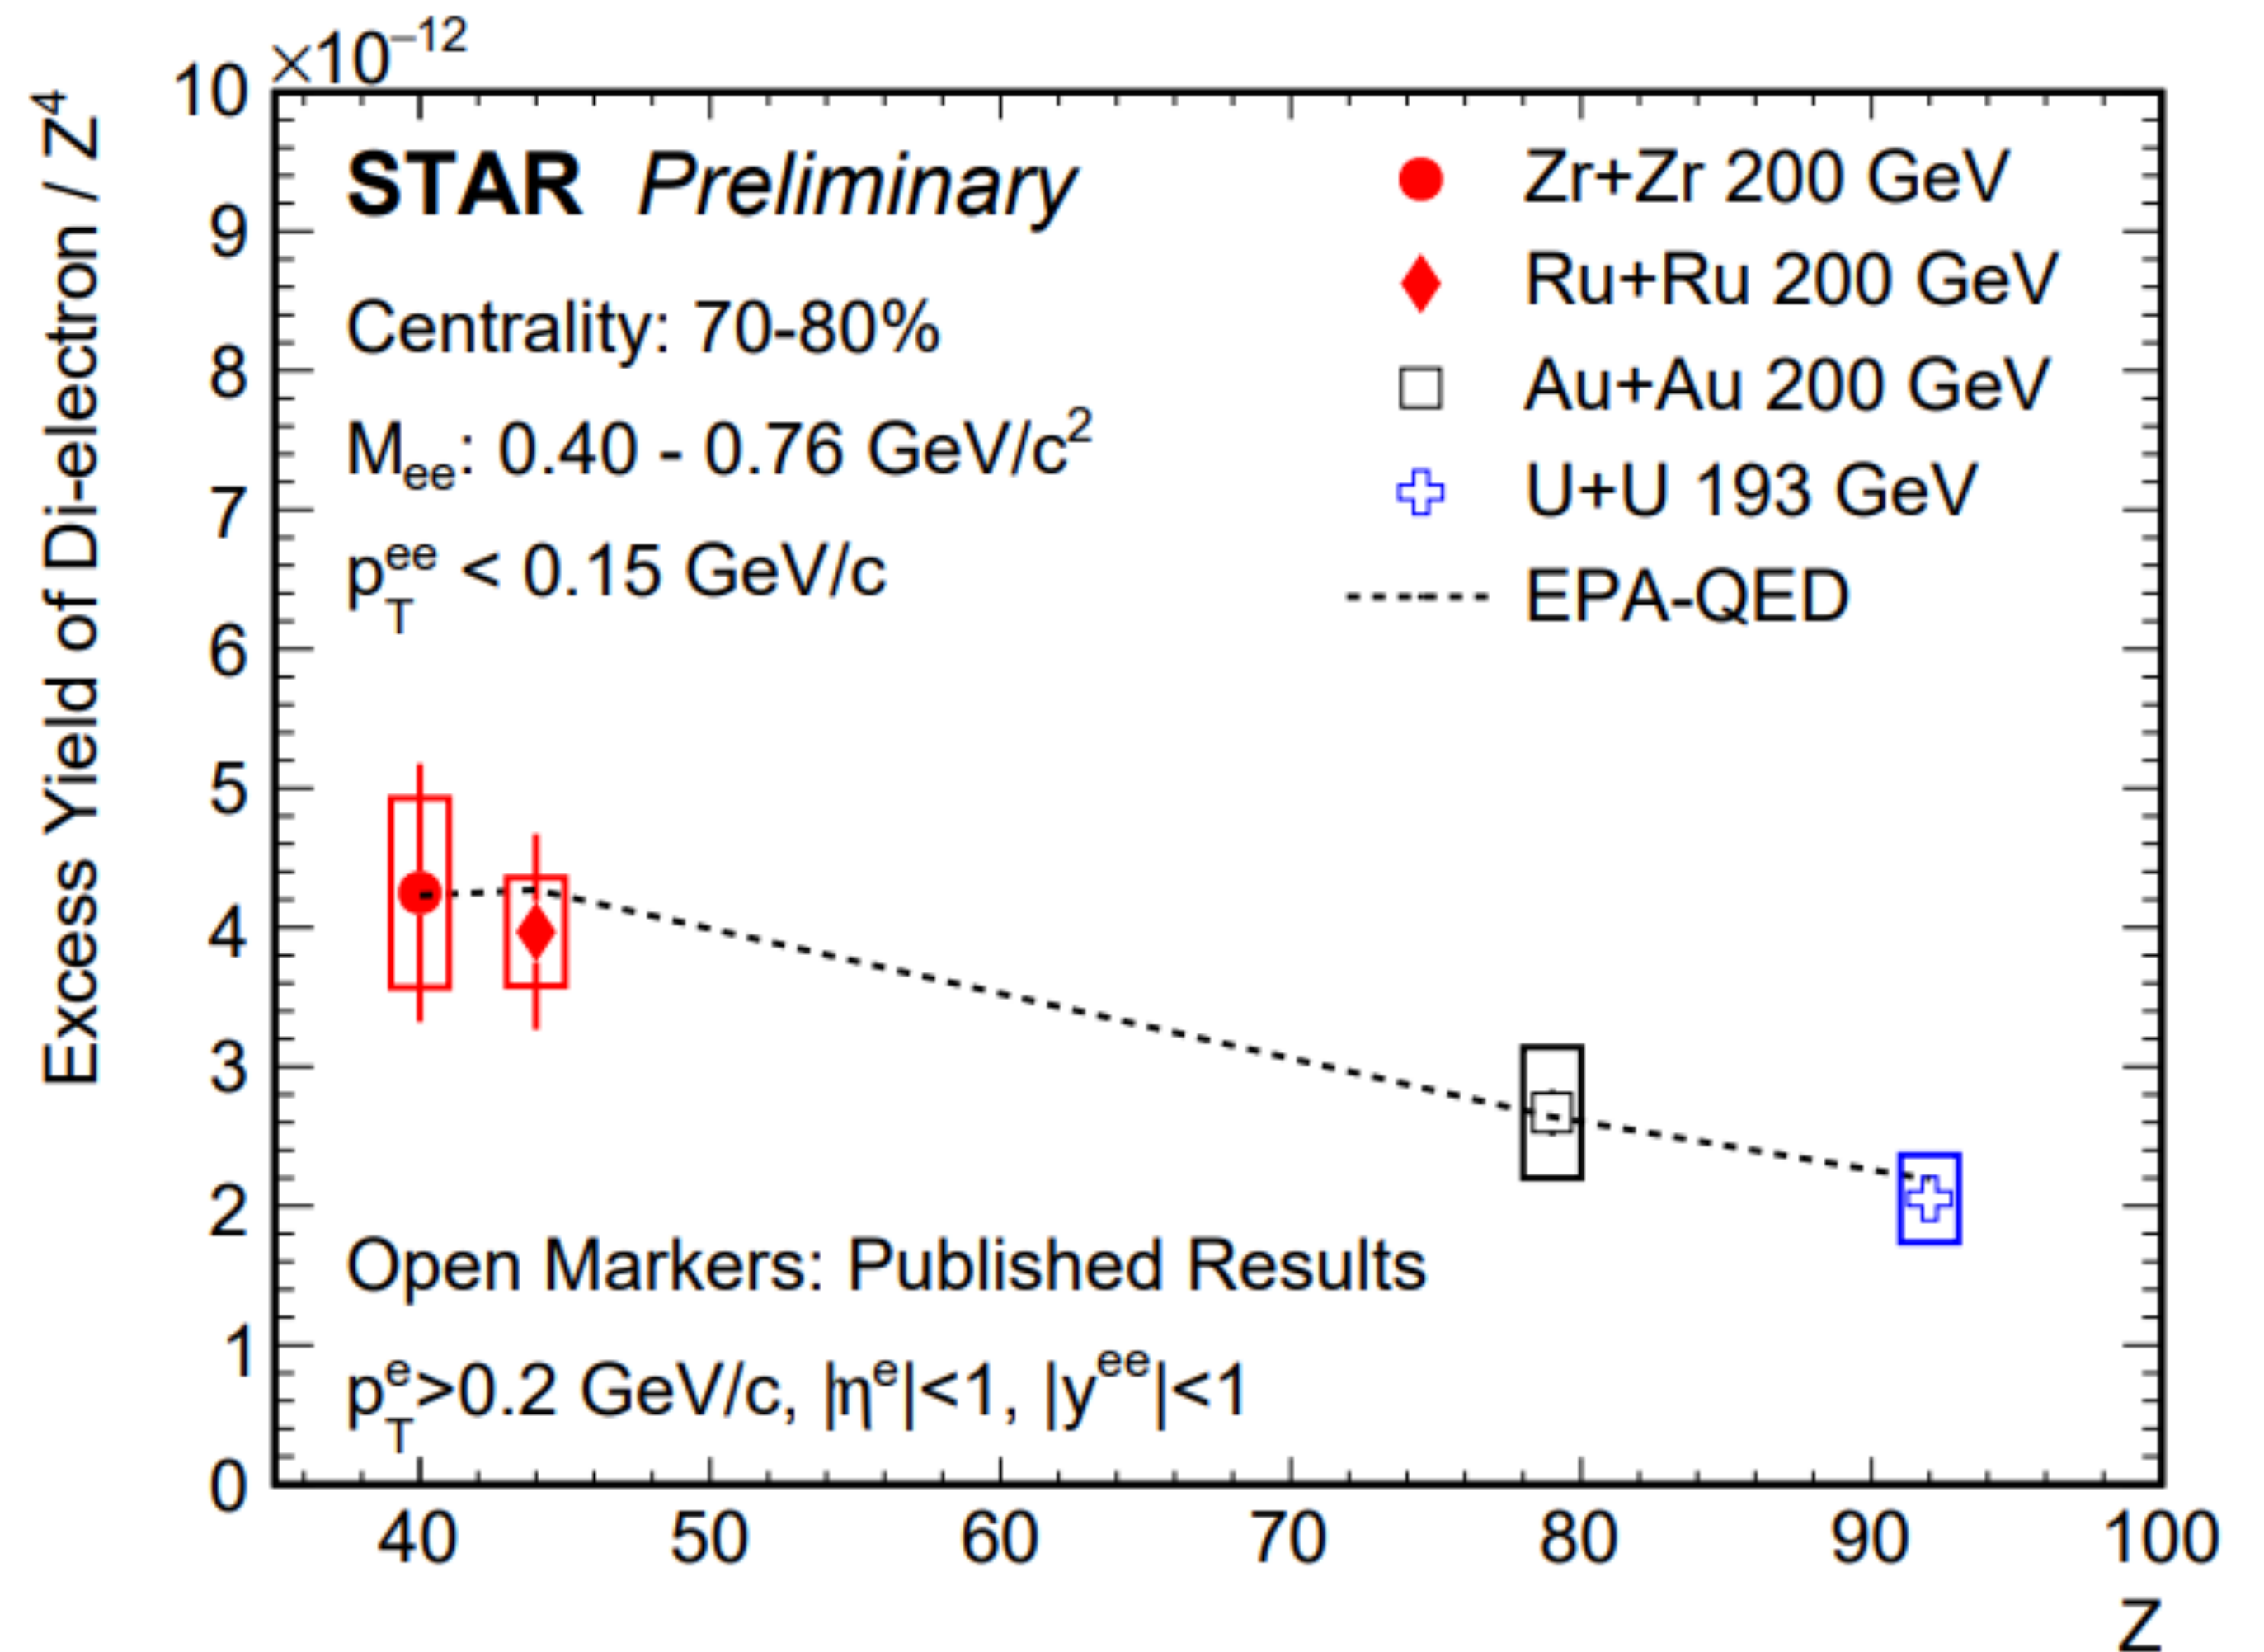 ×10⁻¹²
Excess Yield of Di-electron / Z⁴
10
9
8
7
6
5
4
3
2
1
0
STAR Preliminary
Centrality: 70-80%
Mₑₑ: 0.40 - 0.76 GeV/c²
p_T^ee < 0.15 GeV/c
Zr+Zr 200 GeV
Ru+Ru 200 GeV
Au+Au 200 GeV
U+U 193 GeV
EPA-QED
Open Markers: Published Results
p_T^e>0.2 GeV/c, |η^e|<1, |y^ee|<1
40 50 60 70 80 90 100
Z